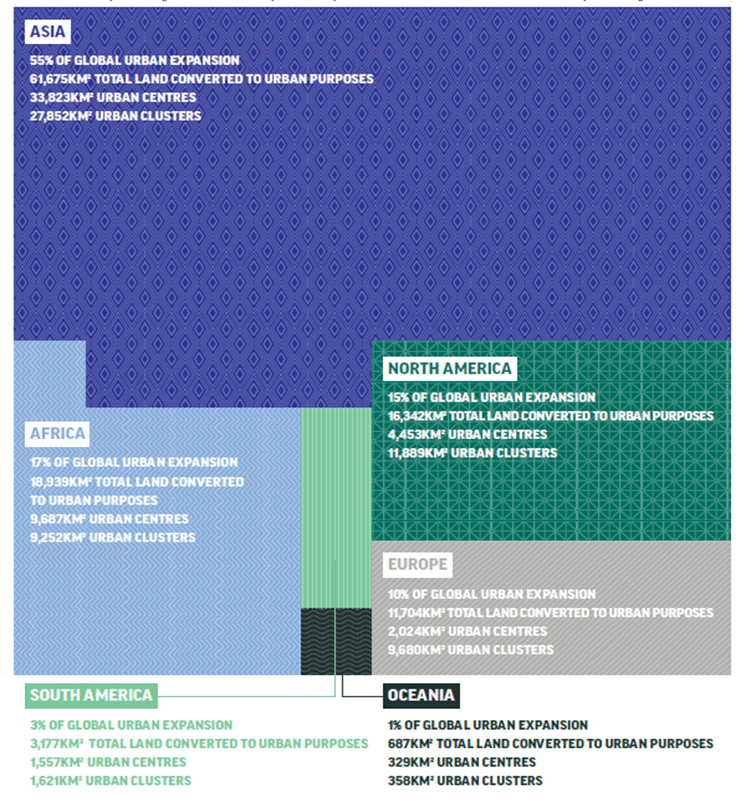 ASIA
55% OF GLOBAL URBAN EXPANSION
61,675KM² TOTAL LAND CONVERTED TO URBAN PURPOSES
33,823KM² URBAN CENTRES
27,852KM² URBAN CLUSTERS
NORTH AMERICA
15% OF GLOBAL URBAN EXPANSION
16,342KM² TOTAL LAND CONVERTED TO URBAN PURPOSES
4,453KM² URBAN CENTRES
11,889KM² URBAN CLUSTERS
AFRICA
17% OF GLOBAL URBAN EXPANSION
18,939KM² TOTAL LAND CONVERTED
TO URBAN PURPOSES
9,687KM² URBAN CENTRES
9,252KM² URBAN CLUSTERS
EUROPE
10% OF GLOBAL URBAN EXPANSION
11,704KM² TOTAL LAND CONVERTED TO URBAN PURPOSES
2,024KM² URBAN CENTRES
9,680KM² URBAN CLUSTERS
SOUTH AMERICA
3% OF GLOBAL URBAN EXPANSION
3,177KM² TOTAL LAND CONVERTED TO URBAN PURPOSES
1,557KM² URBAN CENTRES
1,621KM² URBAN CLUSTERS
OCEANIA
1% OF GLOBAL URBAN EXPANSION
687KM² TOTAL LAND CONVERTED TO URBAN PURPOSES
329KM² URBAN CENTRES
358KM² URBAN CLUSTERS